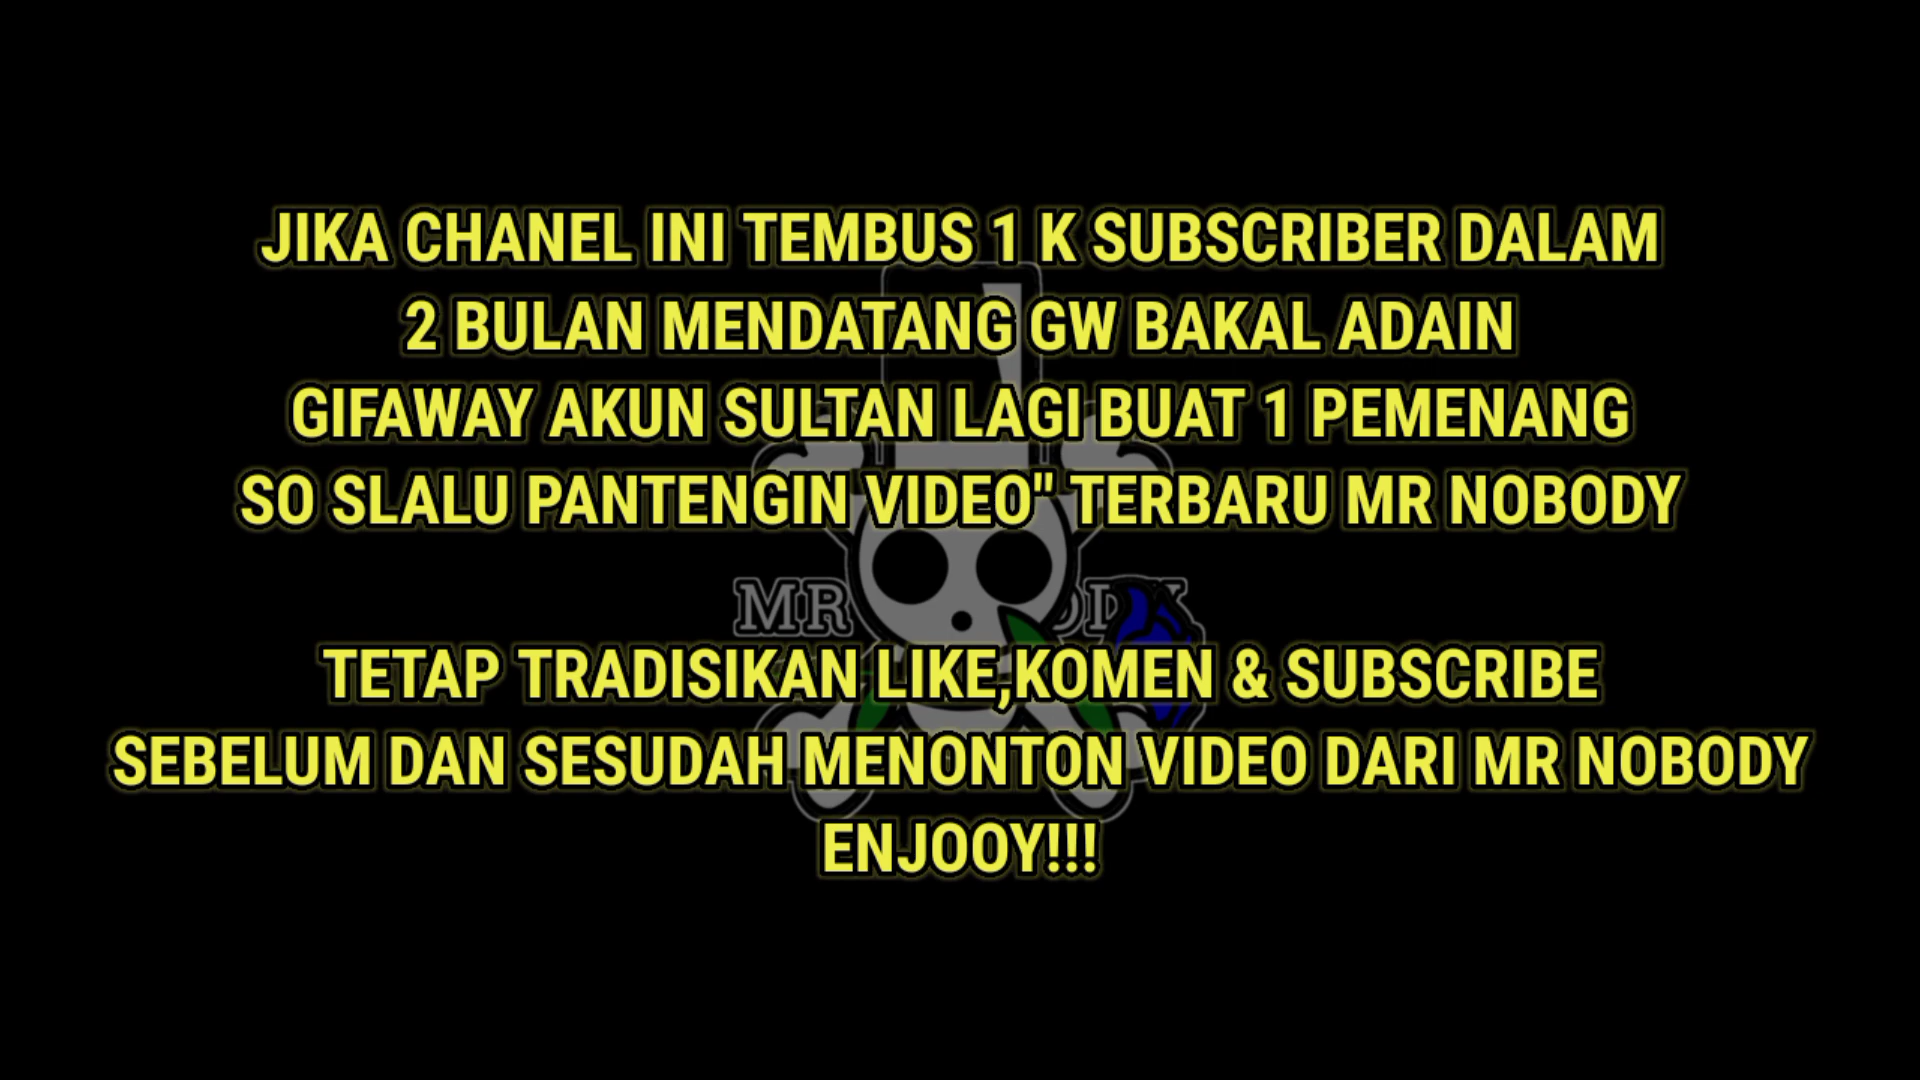 JIKA CHANEL INI TEMBUS 1 K SUBSCRIBER DALAM
2 BULAN MENDATANG GW BAKAL ADAIN
GIFAWAY AKUN SULTAN LAGI BUAT 1 PEMENANG
SO SLALU PANTENGIN VIDEO" TERBARU MR NOBODY
MR
TETAP TRADISIKAN LIKE,KOMEN & SUBSCRIBE
SEBELUM DAN SESUDAH MENONTON VIDEO DARI MR NOBODY
ENJOOY!!!